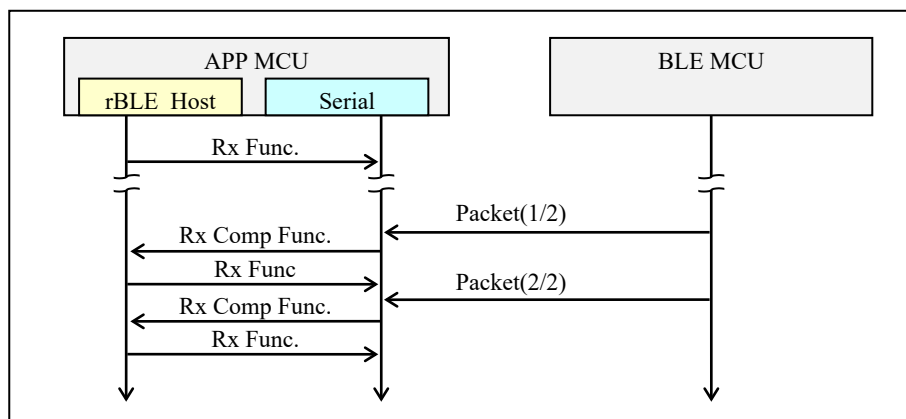 APP MCU
BLE MCU
rBLE Host
Serial
Rx Func.
Packet(1/2)
Rx Comp Func.
Rx Func
Packet(2/2)
Rx Comp Func.
Rx Func.